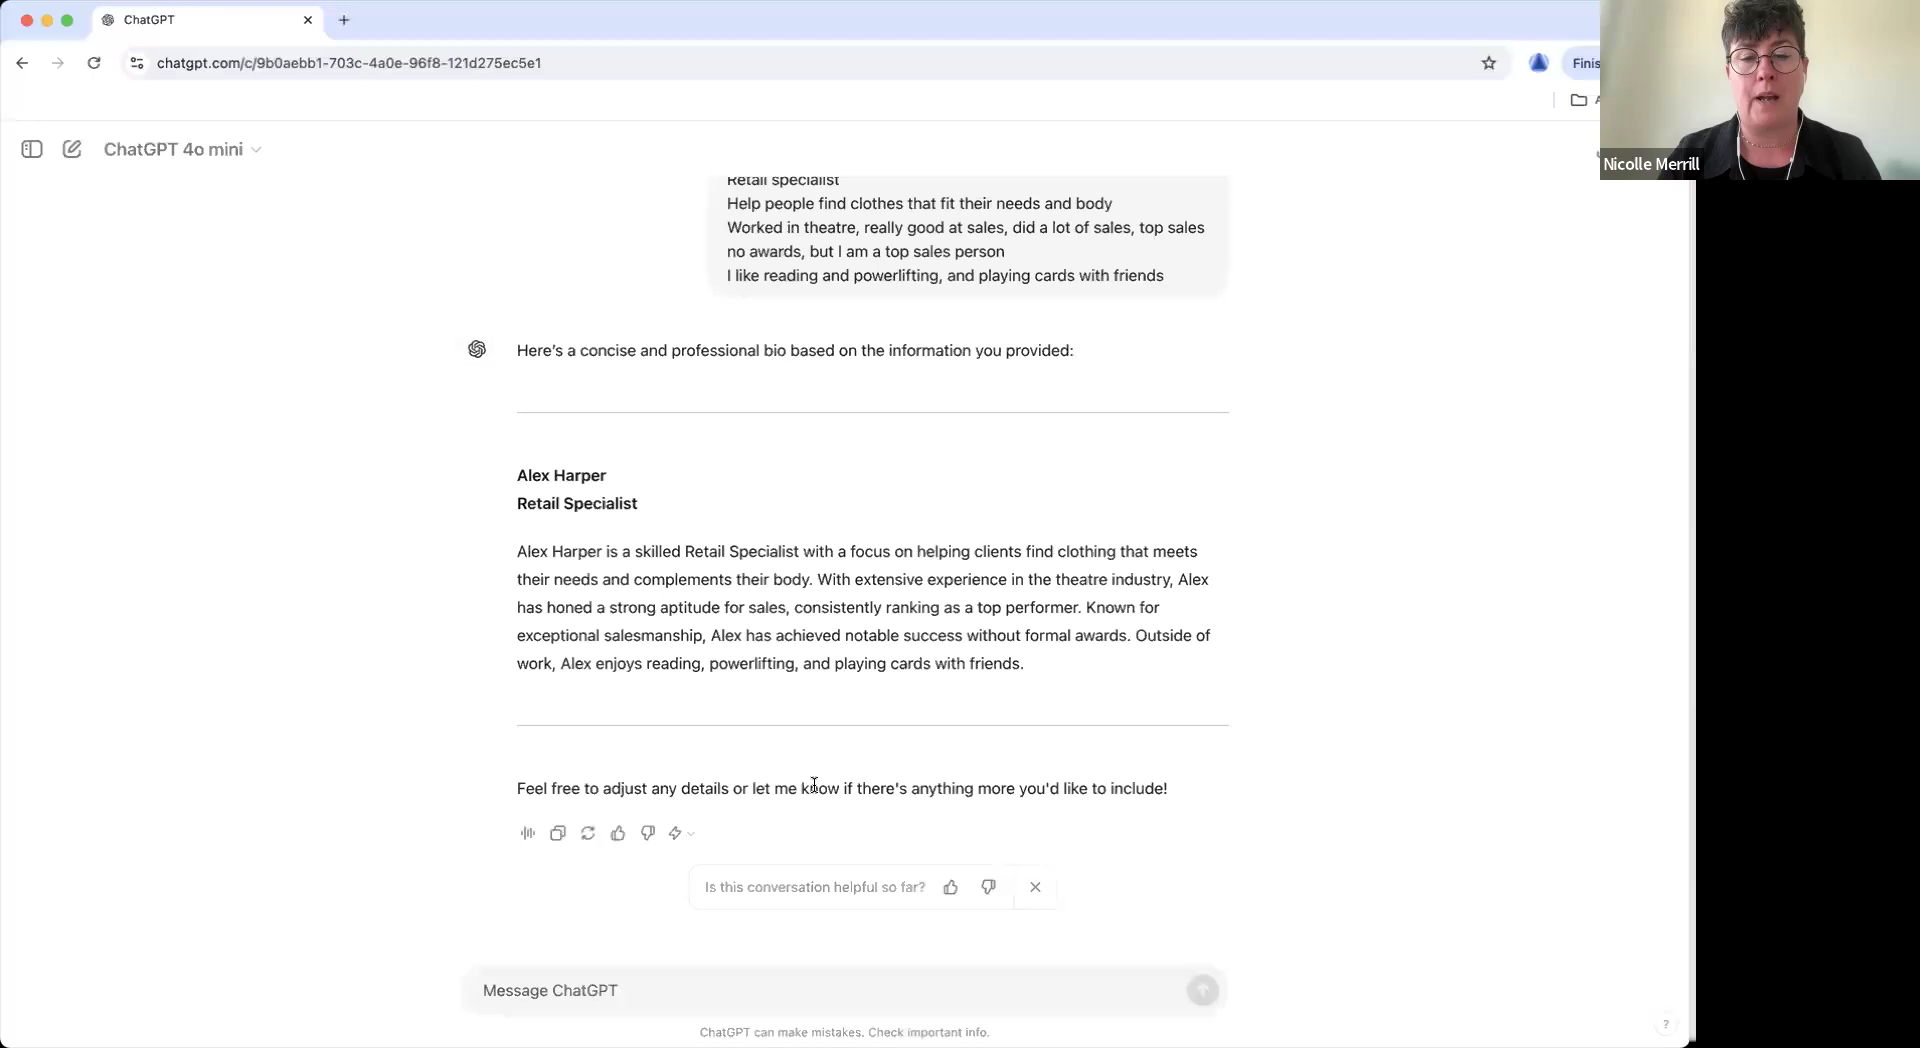 ChatGPT
chatgpt.com/c/9b0aebb1-703c-4a0e-96f8-121d275ec5e1
Finis
A
Nicolle Merrill
ChatGPT 4o mini
Retail specialist
Help people find clothes that fit their needs and body
Worked in theatre, really good at sales, did a lot of sales, top sales
no awards, but I am a top sales person
I like reading and powerlifting, and playing cards with friends
Here's a concise and professional bio based on the information you provided:
Alex Harper
Retail Specialist
Alex Harper is a skilled Retail Specialist with a focus on helping clients find clothing that meets
their needs and complements their body. With extensive experience in the theatre industry, Alex
has honed a strong aptitude for sales, consistently ranking as a top performer. Known for
exceptional salesmanship, Alex has achieved notable success without formal awards. Outside of
work, Alex enjoys reading, powerlifting, and playing cards with friends.
Feel free to adjust any details or let me know if there's anything more you'd like to include!
Is this conversation helpful so far?
Message ChatGPT
ChatGPT can make mistakes. Check important info.
?